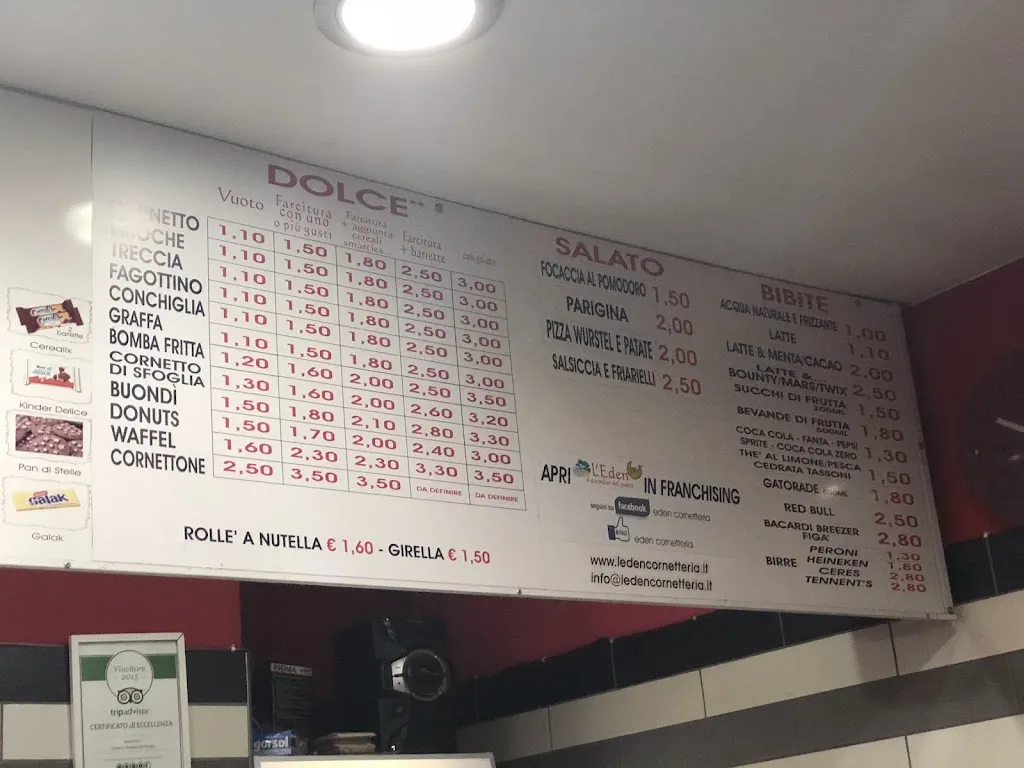 DOLCE
Vuoto Farcitura con uno o più gusti Farcitura + aggiunta cereali smarties Farcitura + barrette con gelato
CORNETTO 1,10 1,50 1,80 2,50 3,00
BRIOCHE 1,10 1,50 1,80 2,50 3,00
TRECCIA 1,10 1,50 1,80 2,50 3,00
FAGOTTINO 1,10 1,50 1,80 2,50 3,00
CONCHIGLIA 1,10 1,50 1,80 2,50 3,00
GRAFFA 1,10 1,50 1,80 2,50 3,00
BOMBA FRITTA 1,20 1,60 2,00 2,50 3,50
CORNETTO
DI SFOGLIA 1,30 1,60 2,00 2,60 3,20
BUONDÌ 1,50 1,80 2,10 2,80 3,30
DONUTS 1,50 1,70 2,00 2,40 3,00
WAFFEL 1,60 2,30 2,30 3,30 3,50
CORNETTONE 2,50 3,50 3,50 DA DEFINIRE DA DEFINIRE
ROLLE' A NUTELLA € 1,60 - GIRELLA € 1,50
2 barrette
Cerealix
Kinder Delice
Pan di Stelle
galak
Galak
SALATO
FOCACCIA AL POMODORO 1,50
PARIGINA 2,00
PIZZA WURSTEL E PATATE 2,00
SALSICCIA E FRIARIELLI 2,50
APRI L'Eden IN FRANCHISING
seguici su facebook eden cornetteria
eden cornetteria
www.ledencornetteria.it
info@ledencornetteria.it
BIBITE
ACQUA NATURALE E FRIZZANTE 1,00
LATTE 1,10
LATTE & MENTA/CACAO 2,00
LATTE &
BOUNTY/MARS/TWIX 2,50
SUCCHI DI FRUTTA
200ML 1,50
BEVANDE DI FRUTTA
500ML 1,80
COCA COLA - FANTA - PEPSI
SPRITE - COCA COLA ZERO 1,30
THE' AL LIMONE/PESCA
CEDRATA TASSONI 1,50
GATORADE 500ML 1,80
RED BULL 2,50
BACARDI BREEZER
FIGA' 2,80
BIRRE PERONI 1.30
HEINEKEN 1.80
CERES 2.80
TENNENT'S 2,80
Vincitore
2015
tripadvisor
CERTIFICATO di ECCELLENZA
garsol